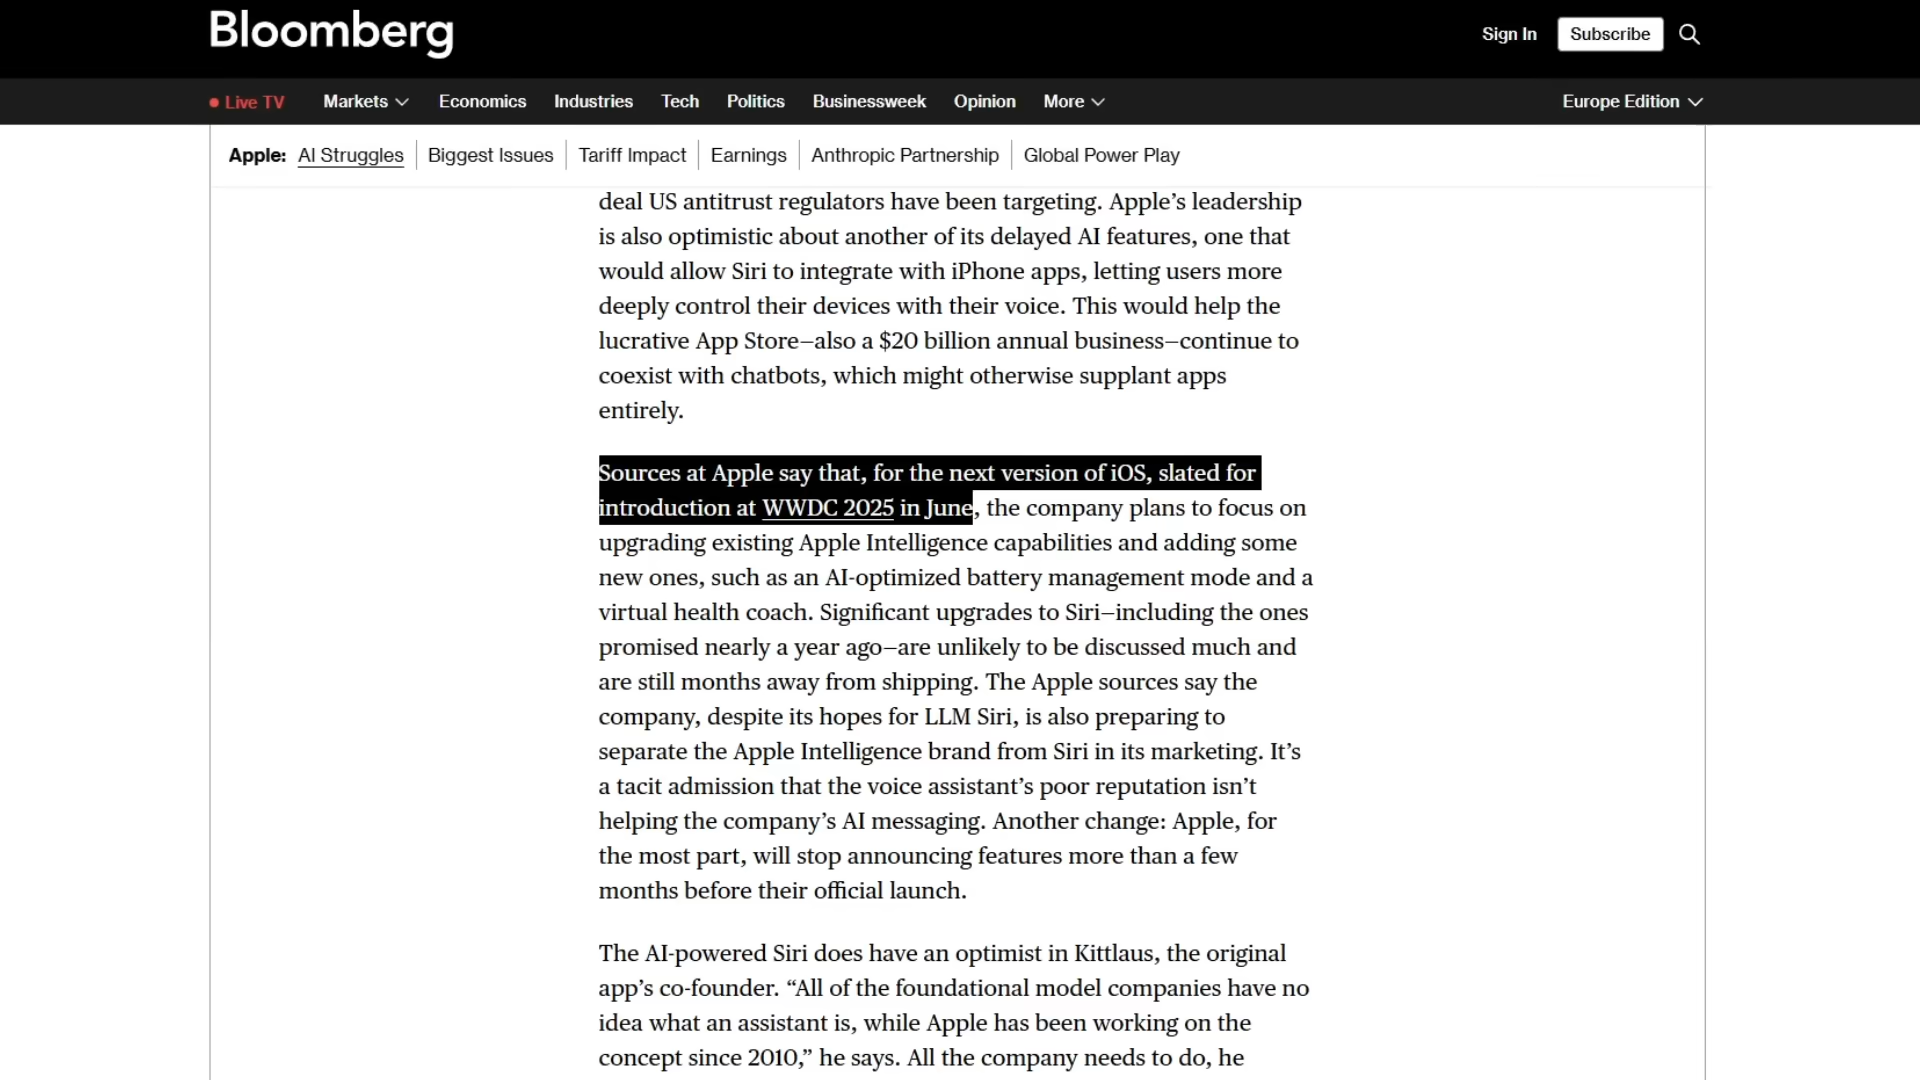 Bloomberg
Sign In
Subscribe
Live TV
Markets
Economics
Industries
Tech
Politics
Businessweek
Opinion
More
Europe Edition
Apple: AI Struggles
Biggest Issues
Tariff Impact
Earnings
Anthropic Partnership
Global Power Play
deal US antitrust regulators have been targeting. Apple’s leadership
is also optimistic about another of its delayed AI features, one that
would allow Siri to integrate with iPhone apps, letting users more
deeply control their devices with their voice. This would help the
lucrative App Store—also a $20 billion annual business—continue to
coexist with chatbots, which might otherwise supplant apps
entirely.
Sources at Apple say that, for the next version of iOS, slated for
introduction at WWDC 2025 in June, the company plans to focus on
upgrading existing Apple Intelligence capabilities and adding some
new ones, such as an AI-optimized battery management mode and a
virtual health coach. Significant upgrades to Siri—including the ones
promised nearly a year ago—are unlikely to be discussed much and
are still months away from shipping. The Apple sources say the
company, despite its hopes for LLM Siri, is also preparing to
separate the Apple Intelligence brand from Siri in its marketing. It’s
a tacit admission that the voice assistant’s poor reputation isn’t
helping the company’s AI messaging. Another change: Apple, for
the most part, will stop announcing features more than a few
months before their official launch.
The AI-powered Siri does have an optimist in Kittlaus, the original
app’s co-founder. “All of the foundational model companies have no
idea what an assistant is, while Apple has been working on the
concept since 2010,” he says. All the company needs to do, he